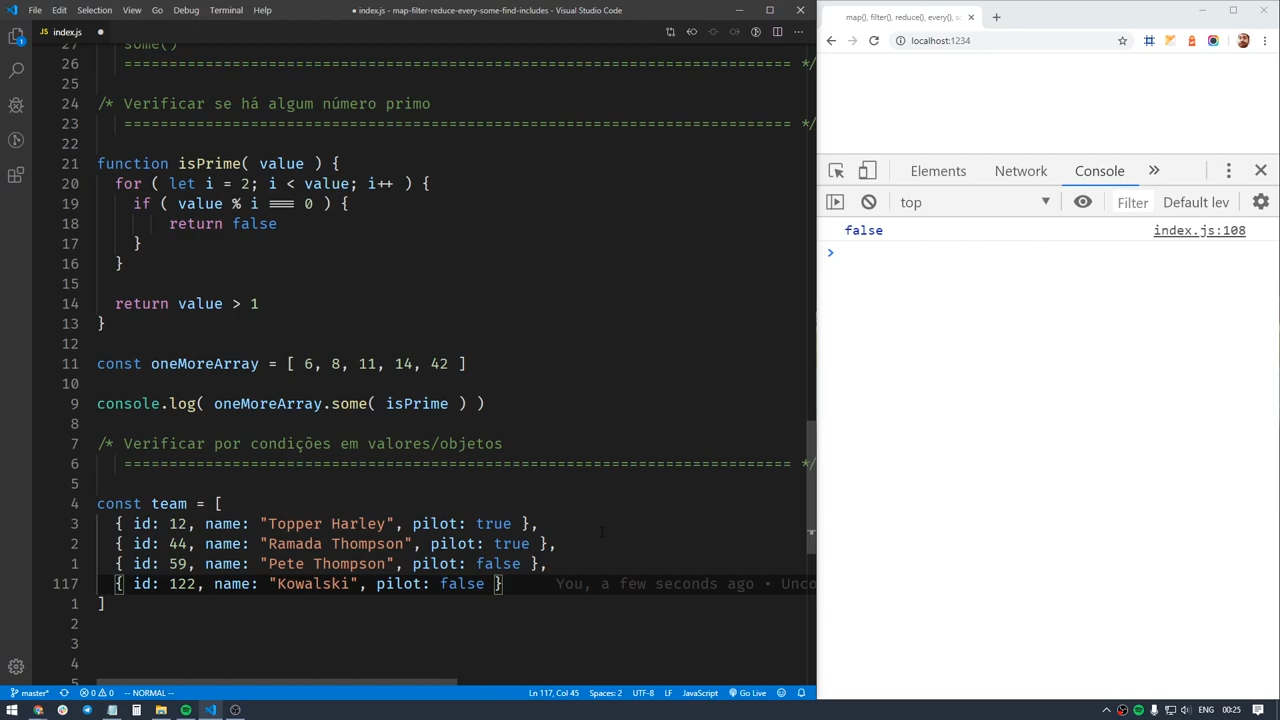 File Edit Selection View Go Debug Terminal Help
● index.js - map-filter-reduce-every-some-find-includes - Visual Studio Code
JS index.js ●
27 some()
26 ========================================================================== */
25
24 /* Verificar se há algum número primo
23 ========================================================================== */
22
21 function isPrime( value ) {
20 for ( let i = 2; i < value; i++ ) {
19 if ( value % i === 0 ) {
18 return false
17 }
16 }
15
14 return value > 1
13 }
12
11 const oneMoreArray = [ 6, 8, 11, 14, 42 ]
10
9 console.log( oneMoreArray.some( isPrime ) )
8
7 /* Verificar por condições em valores/objetos
6 ========================================================================== */
5
4 const team = [
3 { id: 12, name: "Topper Harley", pilot: true },
2 { id: 44, name: "Ramada Thompson", pilot: true },
1 { id: 59, name: "Pete Thompson", pilot: false },
117 { id: 122, name: "Kowalski", pilot: false } You, a few seconds ago • Unco
1 ]
2
3
4
5
master* 0 0 -- NORMAL -- Ln 117, Col 45 Spaces: 2 UTF-8 LF JavaScript Go Live
map(), filter(), reduce(), every(), so
localhost:1234
Elements Network Console
top Filter Default lev
false index.js:108
ENG 00:25